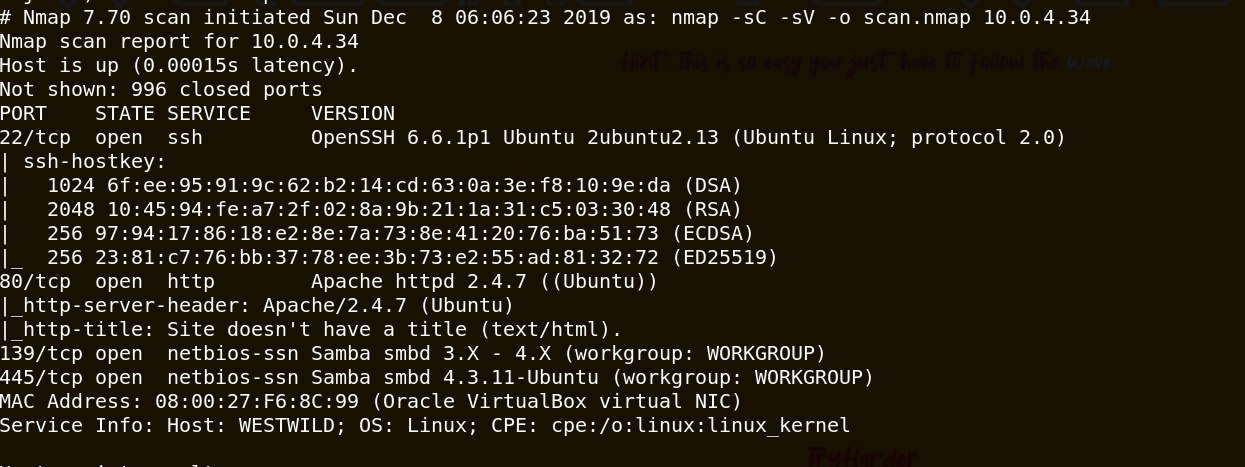 # Nmap 7.70 scan initiated Sun Dec  8 06:06:23 2019 as: nmap -sC -sV -o scan.nmap 10.0.4.34
Nmap scan report for 10.0.4.34
Host is up (0.00015s latency).
Hint: This is so easy you just have to follow the wave
Not shown: 996 closed ports
PORT    STATE SERVICE     VERSION
22/tcp  open  ssh         OpenSSH 6.6.1p1 Ubuntu 2ubuntu2.13 (Ubuntu Linux; protocol 2.0)
| ssh-hostkey:
|   1024 6f:ee:95:91:9c:62:b2:14:cd:63:0a:3e:f8:10:9e:da (DSA)
|   2048 10:45:94:fe:a7:2f:02:8a:9b:21:1a:31:c5:03:30:48 (RSA)
|   256 97:94:17:86:18:e2:8e:7a:73:8e:41:20:76:ba:51:73 (ECDSA)
|_  256 23:81:c7:76:bb:37:78:ee:3b:73:e2:55:ad:81:32:72 (ED25519)
80/tcp  open  http        Apache httpd 2.4.7 ((Ubuntu))
|_http-server-header: Apache/2.4.7 (Ubuntu)
|_http-title: Site doesn't have a title (text/html).
139/tcp open  netbios-ssn Samba smbd 3.X - 4.X (workgroup: WORKGROUP)
445/tcp open  netbios-ssn Samba smbd 4.3.11-Ubuntu (workgroup: WORKGROUP)
MAC Address: 08:00:27:F6:8C:99 (Oracle VirtualBox virtual NIC)
Service Info: Host: WESTWILD; OS: Linux; CPE: cpe:/o:linux:linux_kernel
TryHarder